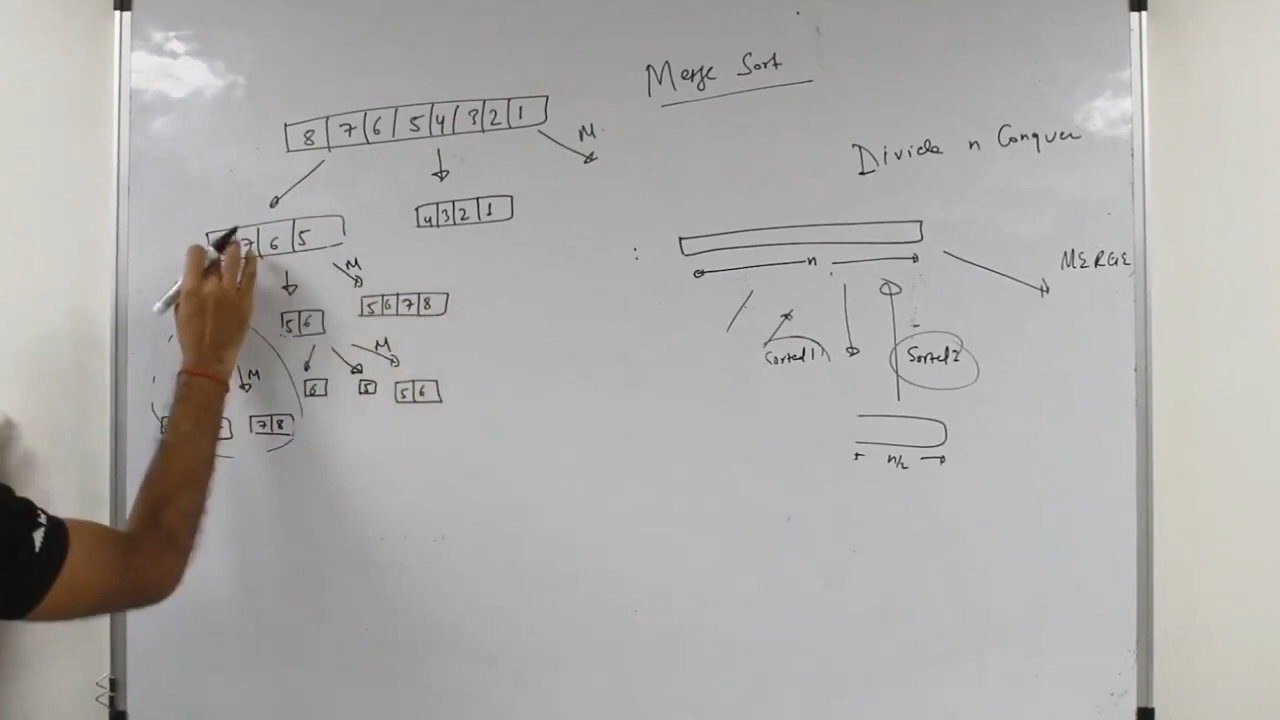 Merge Sort
8 7 6 5 4 3 2 1
M.
Divide n Conquer
4 3 2 1
7 6 5
M
n
MERGE
5 6
5 6 7 8
Sorted 1
Sorted 2
M
M
6
5
5 6
7 8
n/2